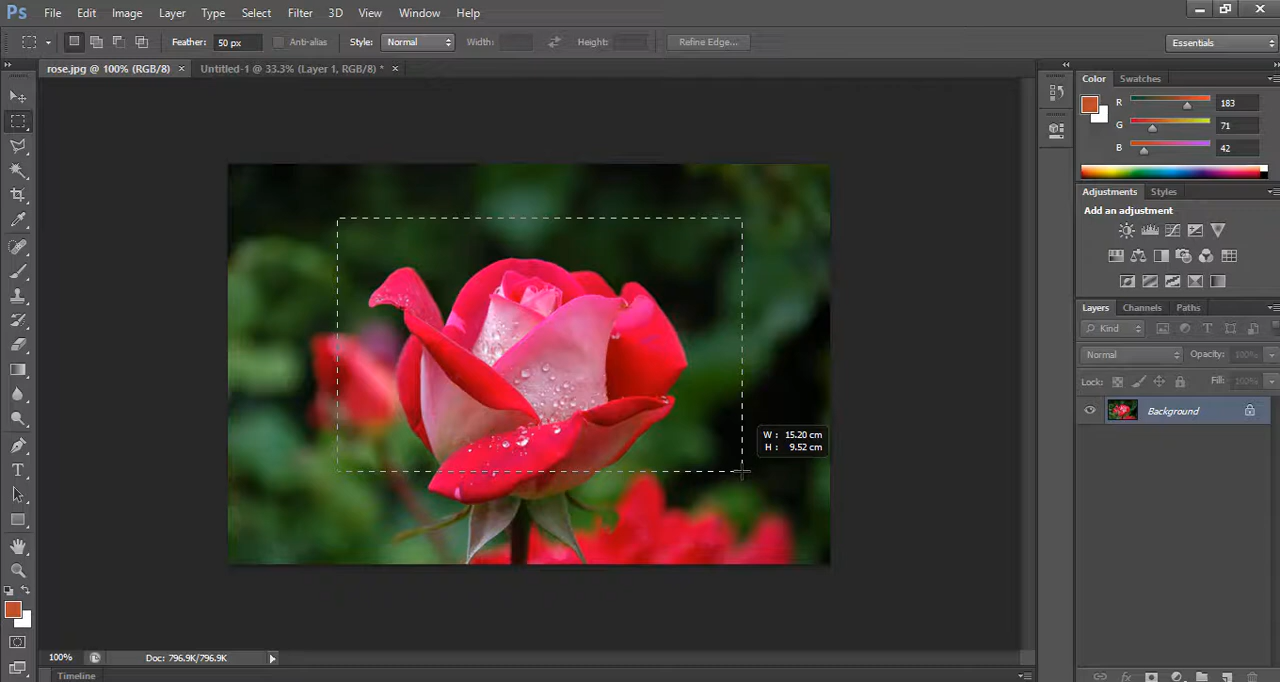 Ps File Edit Image Layer Type Select Filter 3D View Window Help
Feather: 50 px Anti-alias Style: Normal Width: Height: Refine Edge... Essentials
rose.jpg @ 100% (RGB/8) × Untitled-1 @ 33.3% (Layer 1, RGB/8) * ×
Color Swatches
R 183
G 71
B 42
Adjustments Styles
Add an adjustment
Layers Channels Paths
Kind
Normal Opacity: 100%
Lock: Fill: 100%
Background
W : 15.20 cm
H : 9.52 cm
100% Doc: 796.9K/796.9K
Timeline